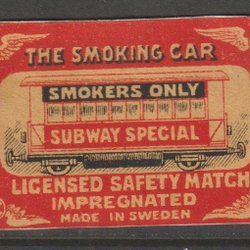 THE SMOKING CAR
SMOKERS ONLY
SUBWAY SPECIAL
LICENSED SAFETY MATCH
IMPREGNATED
MADE IN SWEDEN